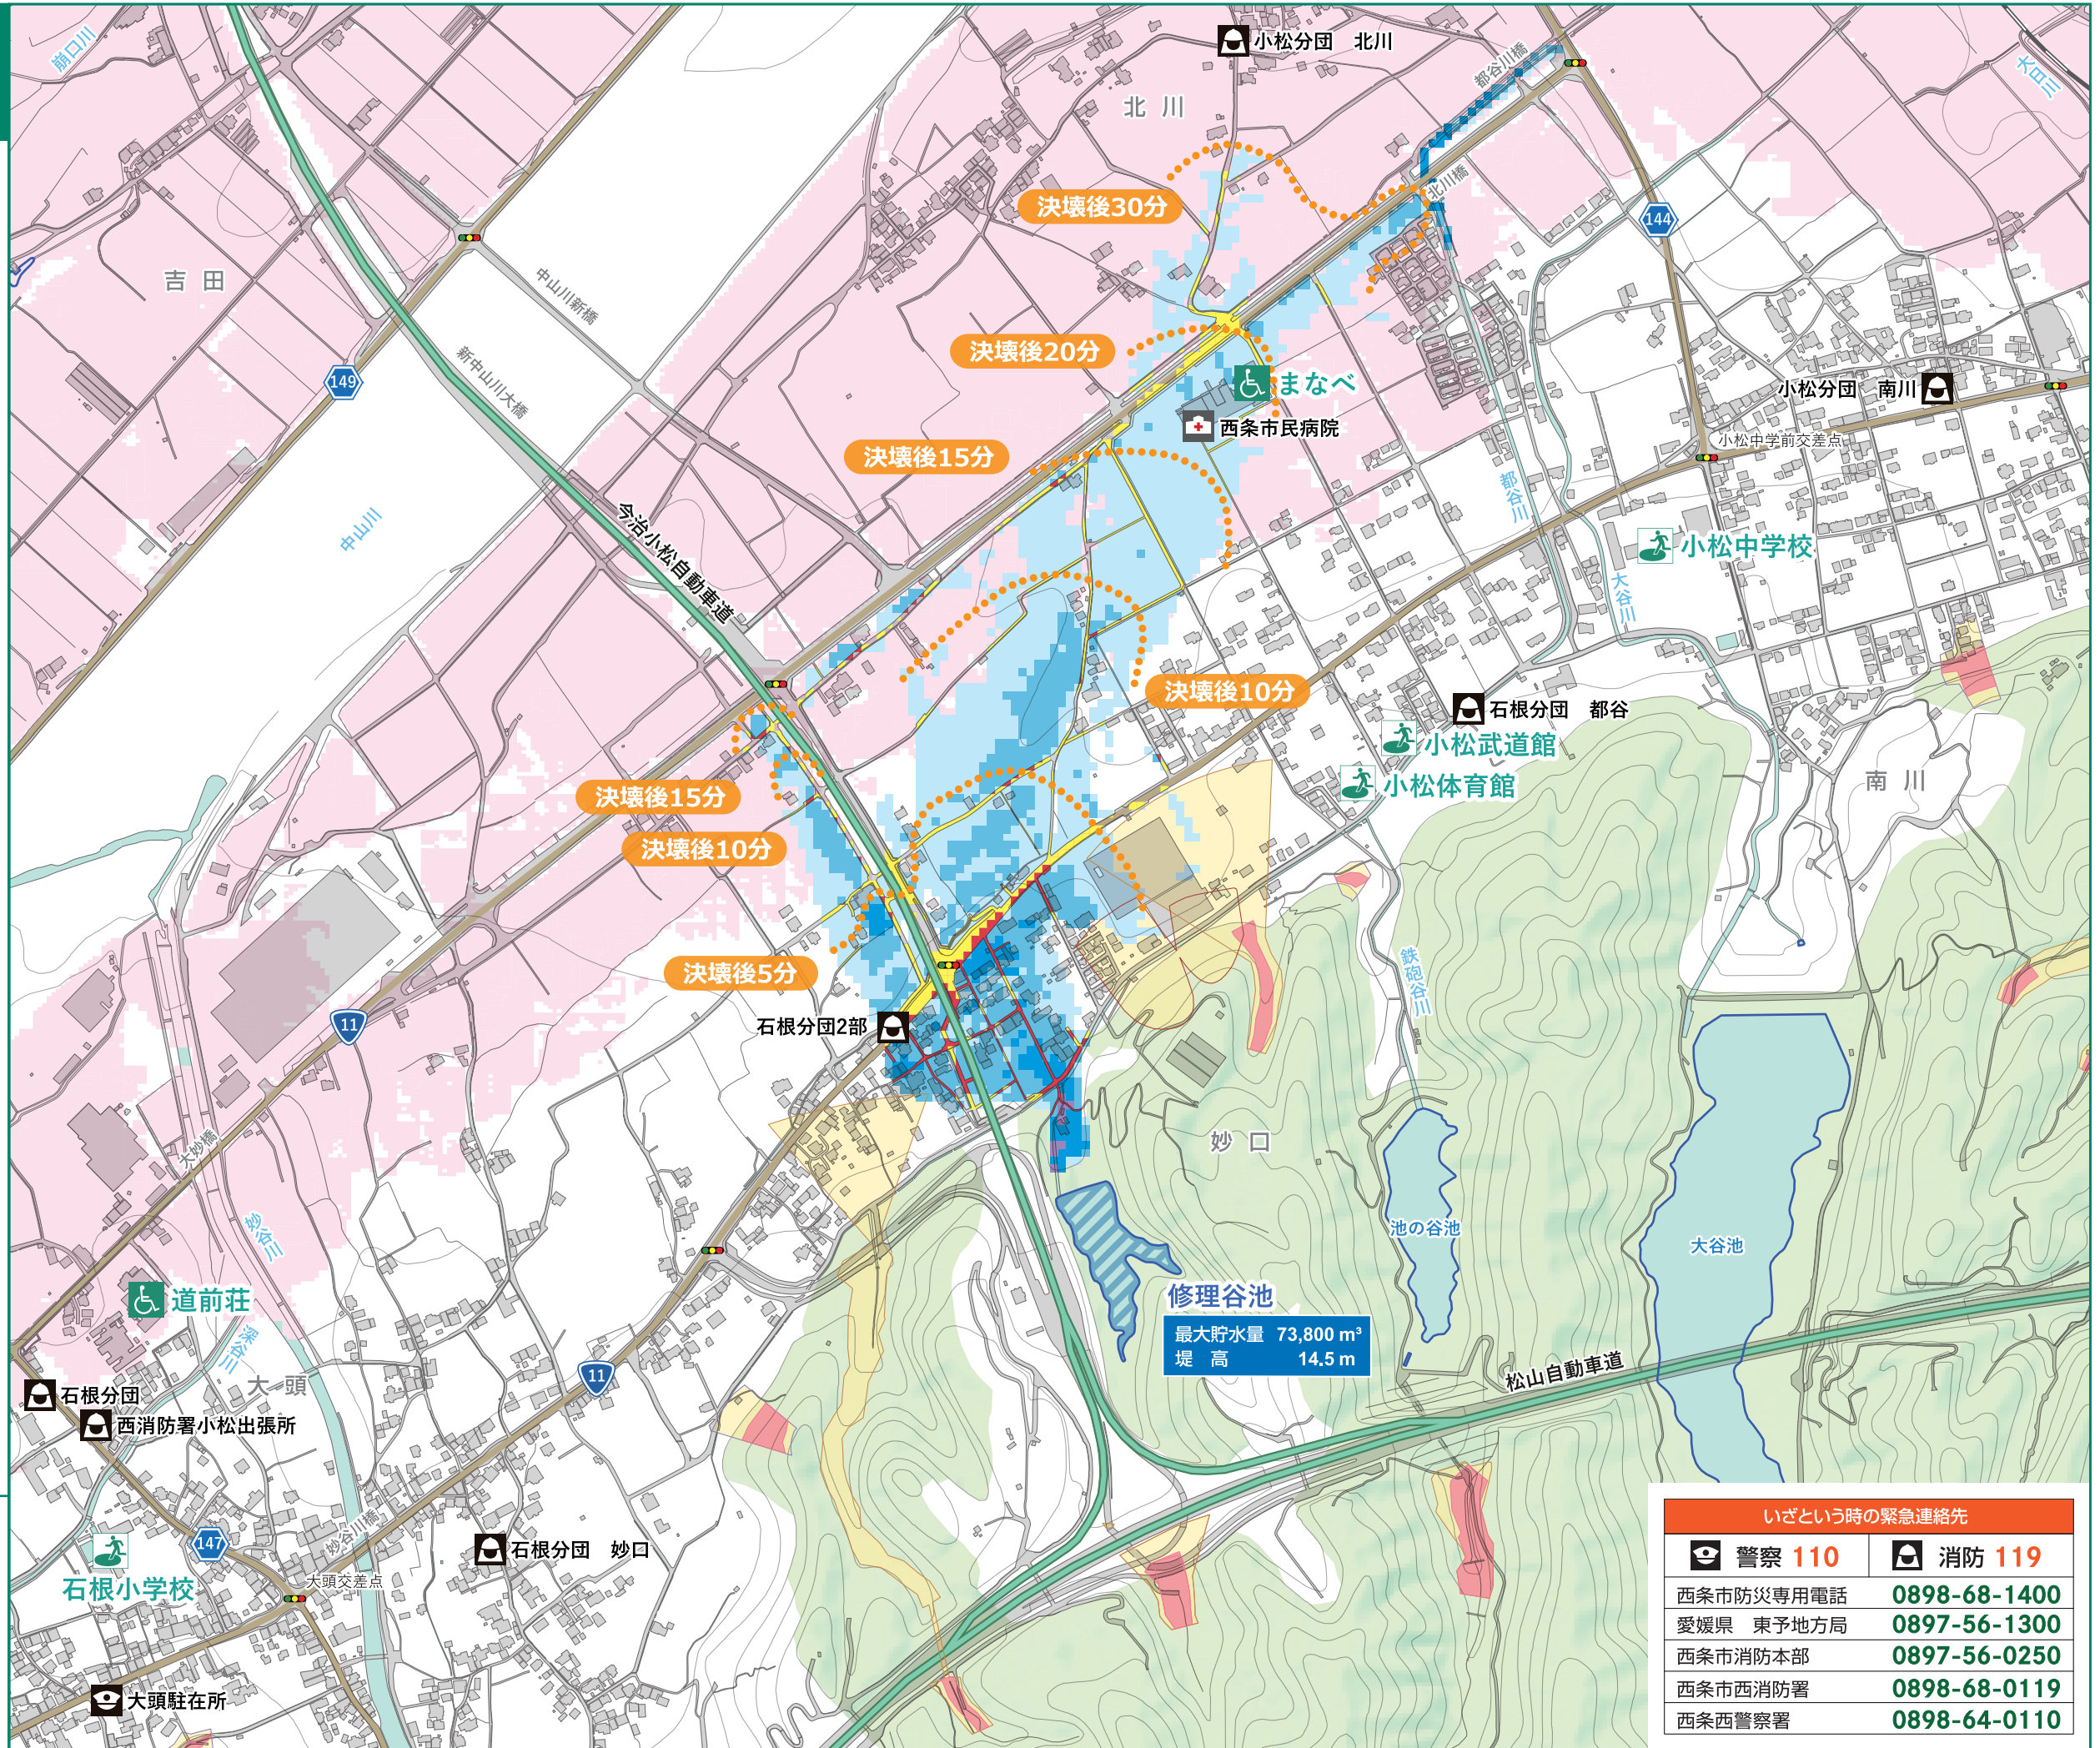 崩口川
小松分団　北川
都谷川橋
大日川
北 川
決壊後30分
北川橋
144
吉 田
中山川新橋
決壊後20分
新中山川大橋
149
まなべ
小松分団　南川
西条市民病院
小松中学前交差点
決壊後15分
都谷川
中山川
今治小松自動車道
小松中学校
大谷川
決壊後10分
石根分団　都谷
小松武道館
小松体育館
南 川
決壊後15分
決壊後10分
決壊後5分
鉄砲谷川
11
石根分団2部
大妙橋
妙 口
妙谷川
池の谷池
大谷池
道前荘
修理谷池
最大貯水量 73,800 m³
堤　高 14.5 m
深谷川
大 頭
11
松山自動車道
石根分団
西消防署小松出張所
147
妙谷川橋
石根分団　妙口
石根小学校
大頭交差点
大頭駐在所
いざという時の緊急連絡先
警察 110 消防 119
西条市防災専用電話 0898-68-1400
愛媛県　東予地方局 0897-56-1300
西条市消防本部 0897-56-0250
西条市西消防署 0898-68-0119
西条西警察署 0898-64-0110